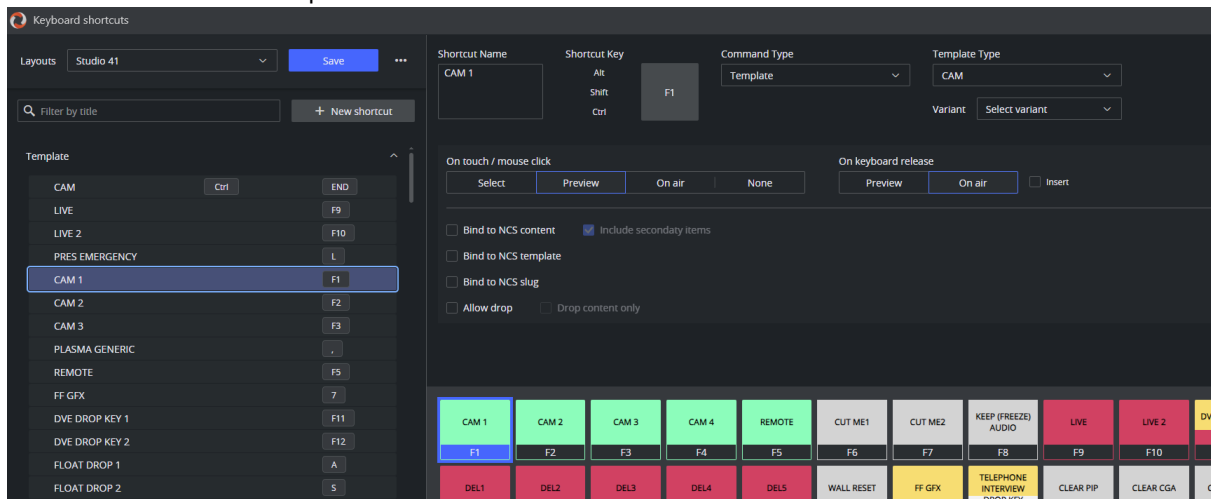 Keyboard shortcuts
Layouts Studio 41 Save •••
Filter by title + New shortcut
Template
CAM Ctrl END
LIVE F9
LIVE 2 F10
PRES EMERGENCY L
CAM 1 F1
CAM 2 F2
CAM 3 F3
PLASMA GENERIC ,
REMOTE F5
FF GFX 7
DVE DROP KEY 1 F11
DVE DROP KEY 2 F12
FLOAT DROP 1 A
FLOAT DROP 2 S
Shortcut Name Shortcut Key Command Type Template Type
CAM 1 Alt Template CAM
Shift F1
Ctrl Variant Select variant
On touch / mouse click On keyboard release
Select Preview On air None Preview On air Insert
Bind to NCS content Include secondaty items
Bind to NCS template
Bind to NCS slug
Allow drop Drop content only
CAM 1 CAM 2 CAM 3 CAM 4 REMOTE CUT ME1 CUT ME2 KEEP (FREEZE) AUDIO LIVE LIVE 2
F1 F2 F3 F4 F5 F6 F7 F8 F9 F10
DEL1 DEL2 DEL3 DEL4 DEL5 WALL RESET FF GFX TELEPHONE INTERVIEW DROP KEY CLEAR PIP CLEAR CGA